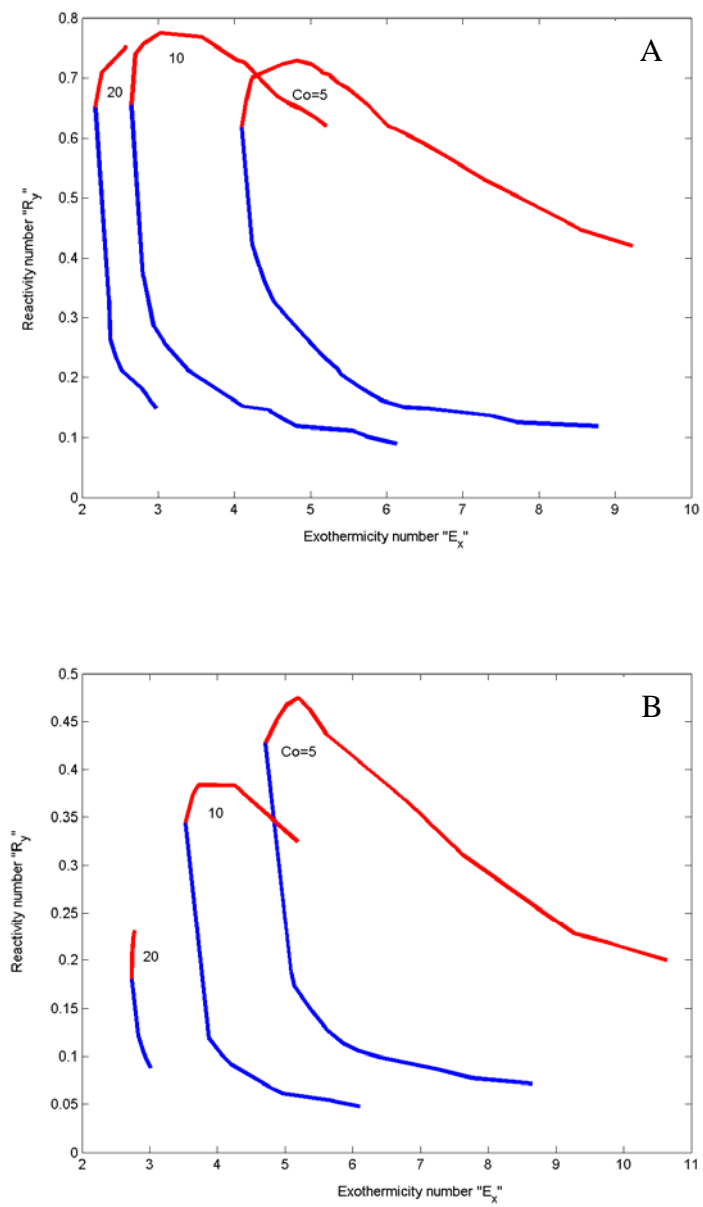 A
0.8
0.7
0.6
0.5
0.4
0.3
0.2
0.1
0
Reactivity number "Ry"
20
10
Co=5
2 3 4 5 6 7 8 9 10
Exothermicity number "Ex"
B
0.5
0.45
0.4
0.35
0.3
0.25
0.2
0.15
0.1
0.05
0
Reactivity number "Ry"
Co=5
10
20
2 3 4 5 6 7 8 9 10 11
Exothermicity number "Ex"